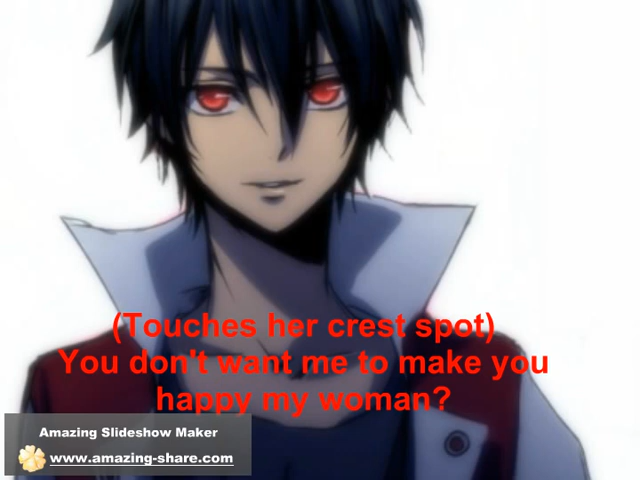 (Touches her crest spot)
You don't want me to make you
happy my woman?
Amazing Slideshow Maker
www.amazing-share.com